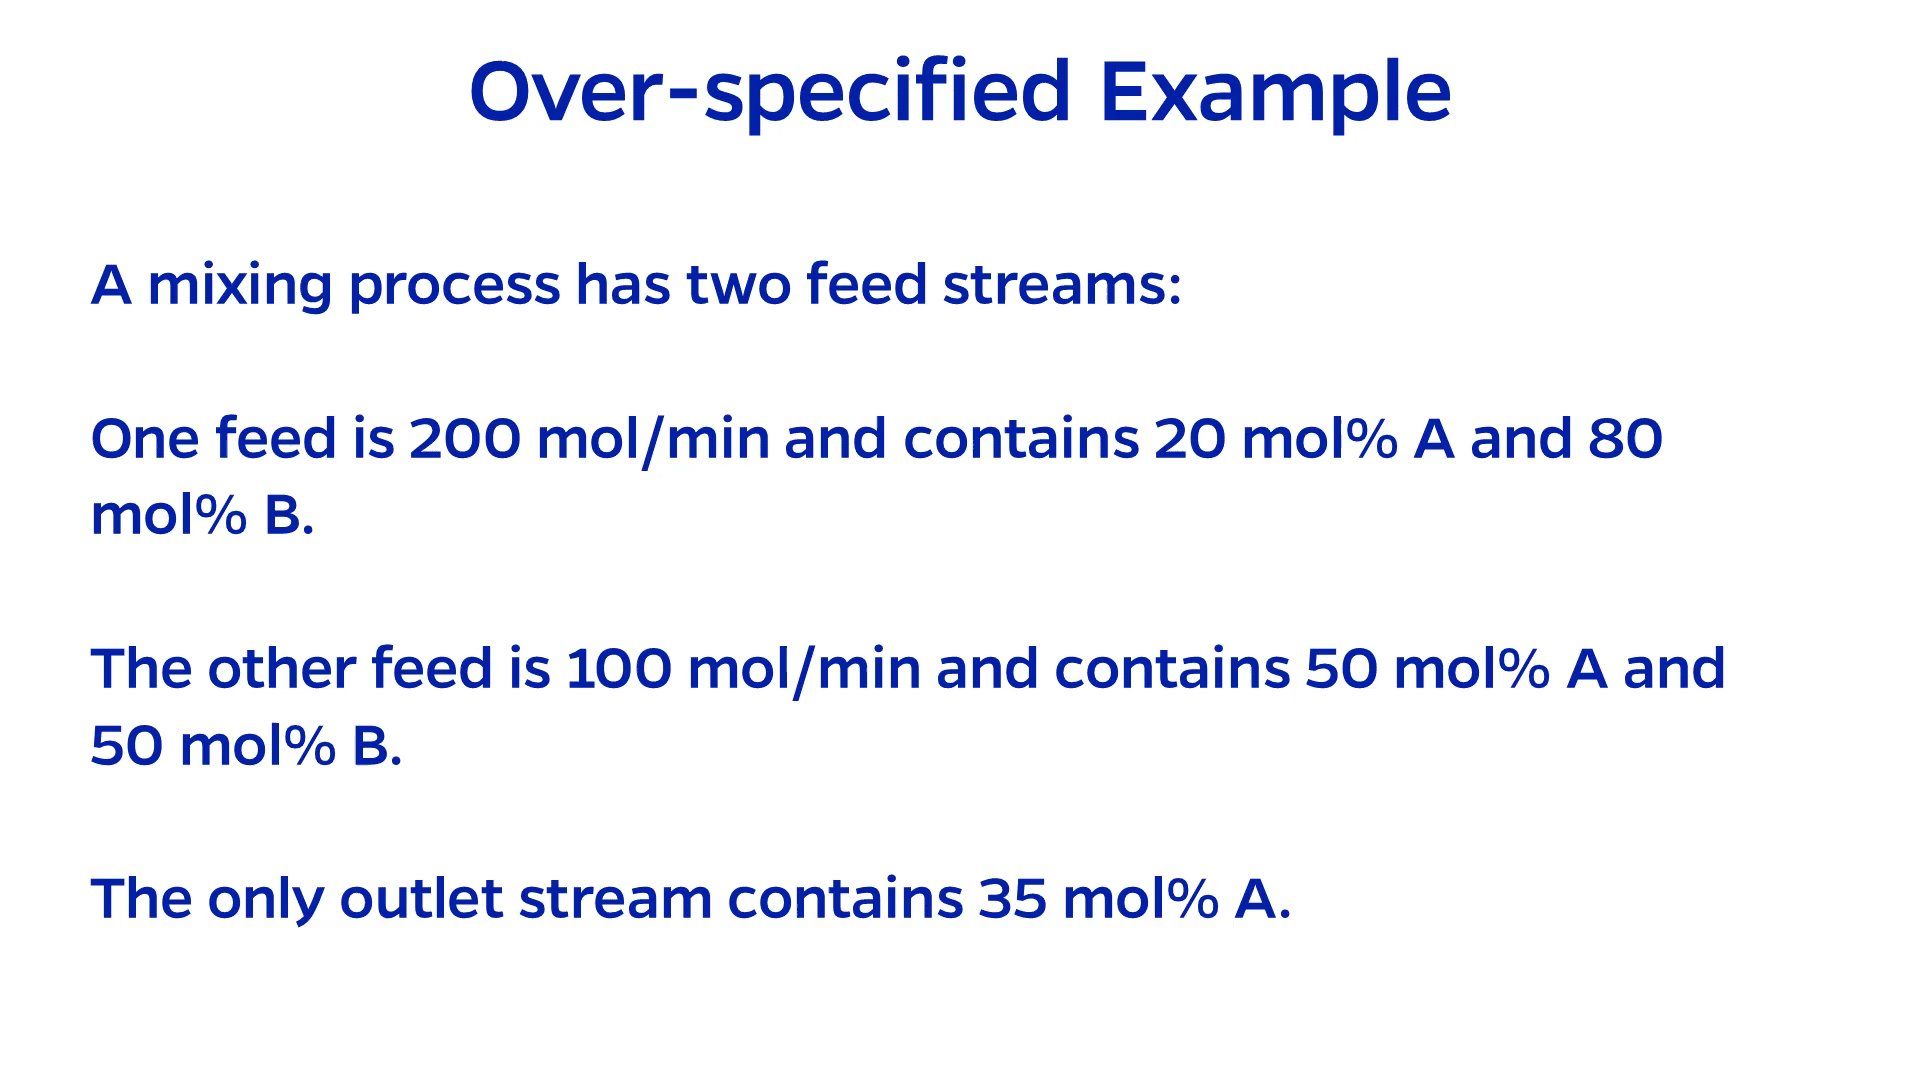 Over-specified Example
A mixing process has two feed streams:
One feed is 200 mol/min and contains 20 mol% A and 80
mol% B.
The other feed is 100 mol/min and contains 50 mol% A and
50 mol% B.
The only outlet stream contains 35 mol% A.